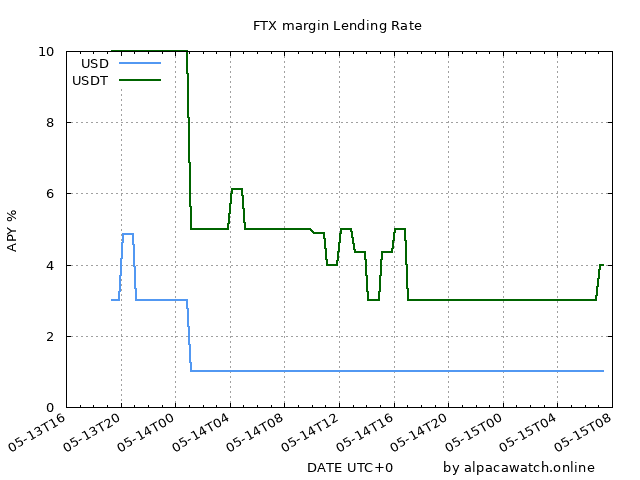 FTX margin Lending Rate
USD
USDT
10
8
6
4
2
0
APY %
05-13T16
05-13T20
05-14T00
05-14T04
05-14T08
05-14T12
05-14T16
05-14T20
05-15T00
05-15T04
05-15T08
DATE UTC+0
by alpacawatch.online